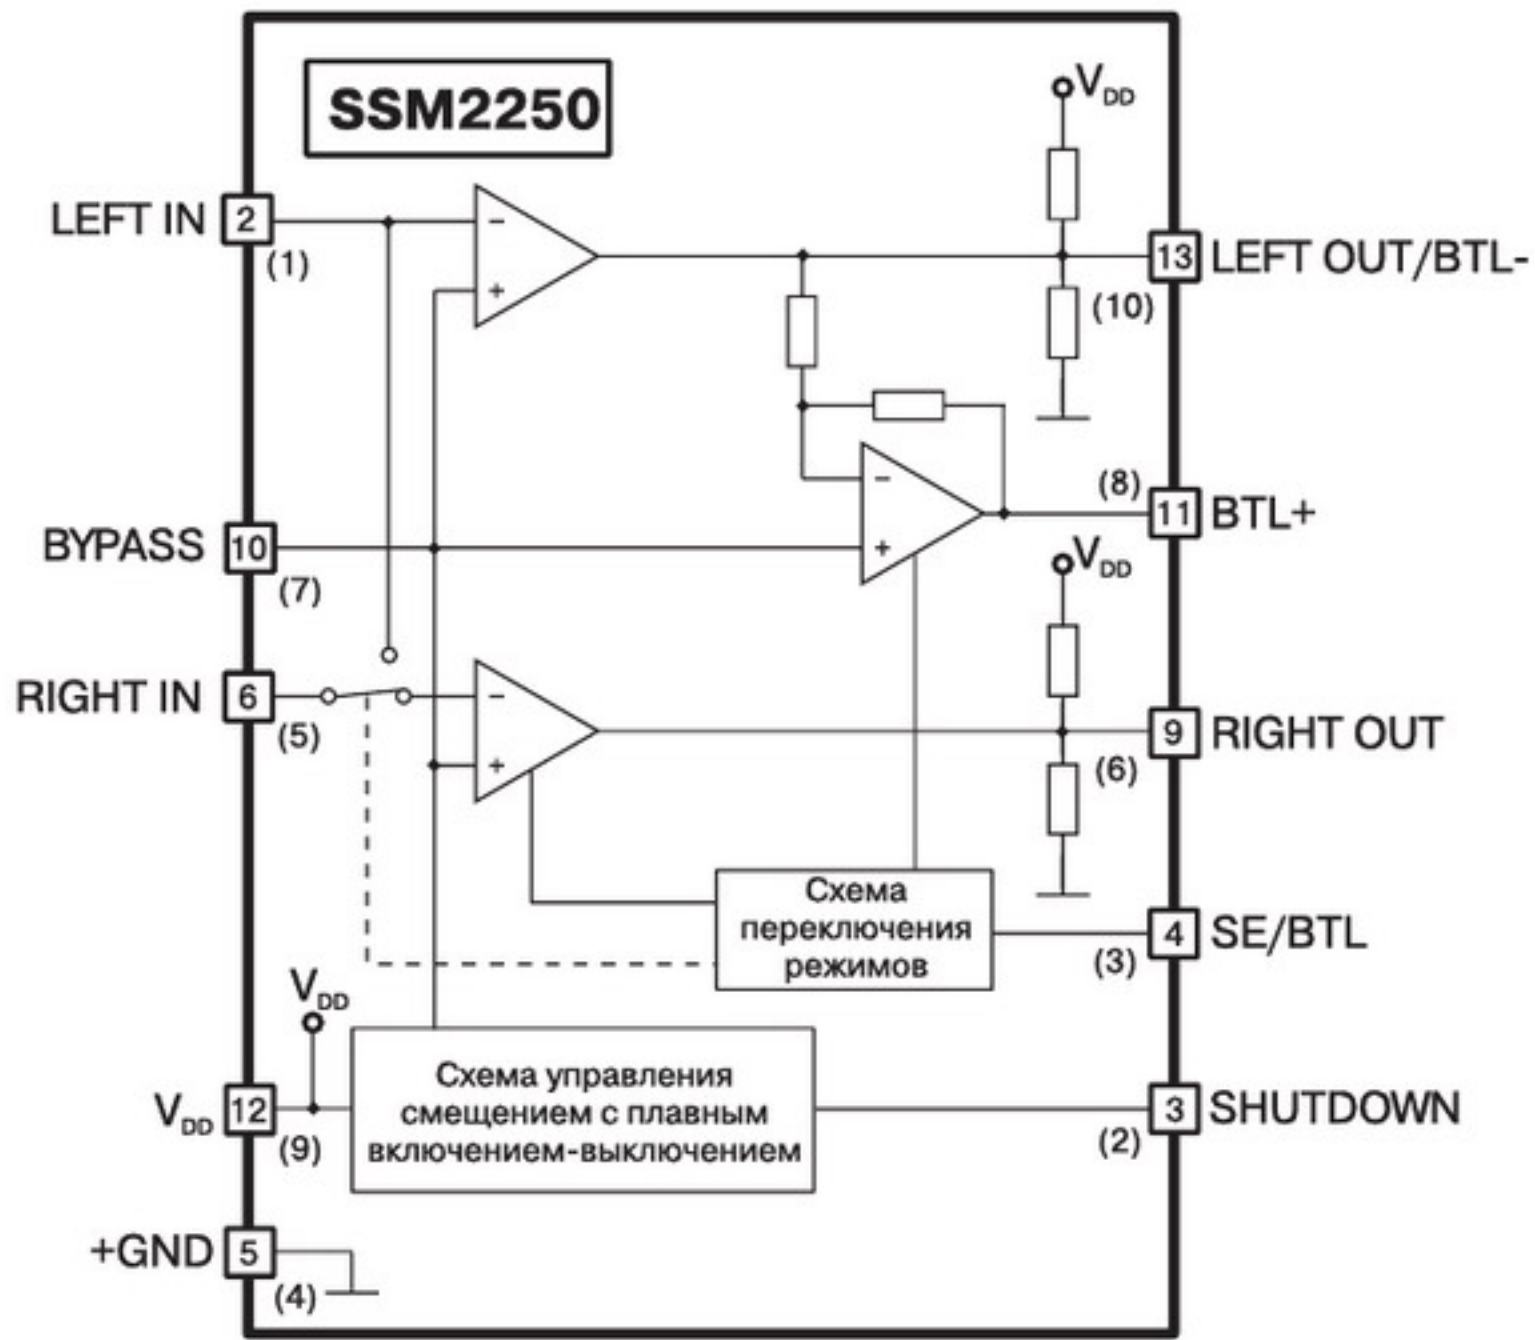 SSM2250
V_DD
LEFT IN
2
(1)
-
+
13
LEFT OUT/BTL-
(10)
-
+
(8)
11
BTL+
BYPASS
10
(7)
V_DD
RIGHT IN
6
(5)
-
+
9
RIGHT OUT
(6)
Схема
переключения
режимов
4
SE/BTL
(3)
V_DD
V_DD
12
(9)
Схема управления
смещением с плавным
включением-выключением
3
SHUTDOWN
(2)
+GND
5
(4)